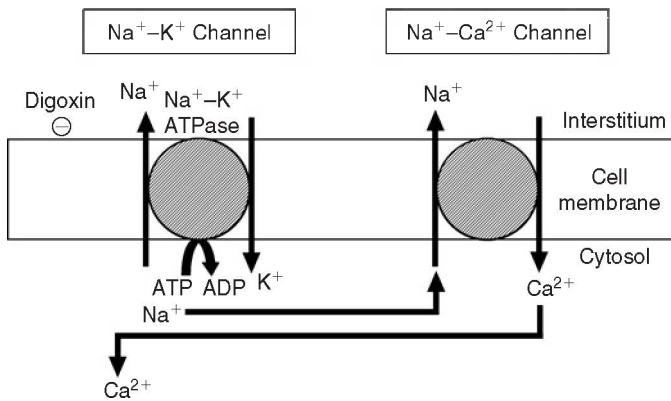 Na⁺–K⁺ Channel
Na⁺–Ca²⁺ Channel
Digoxin
⊖
Na⁺
Na⁺–K⁺
ATPase
Na⁺
Interstitium
Cell
membrane
Cytosol
ATP
ADP
K⁺
Ca²⁺
Na⁺
Ca²⁺